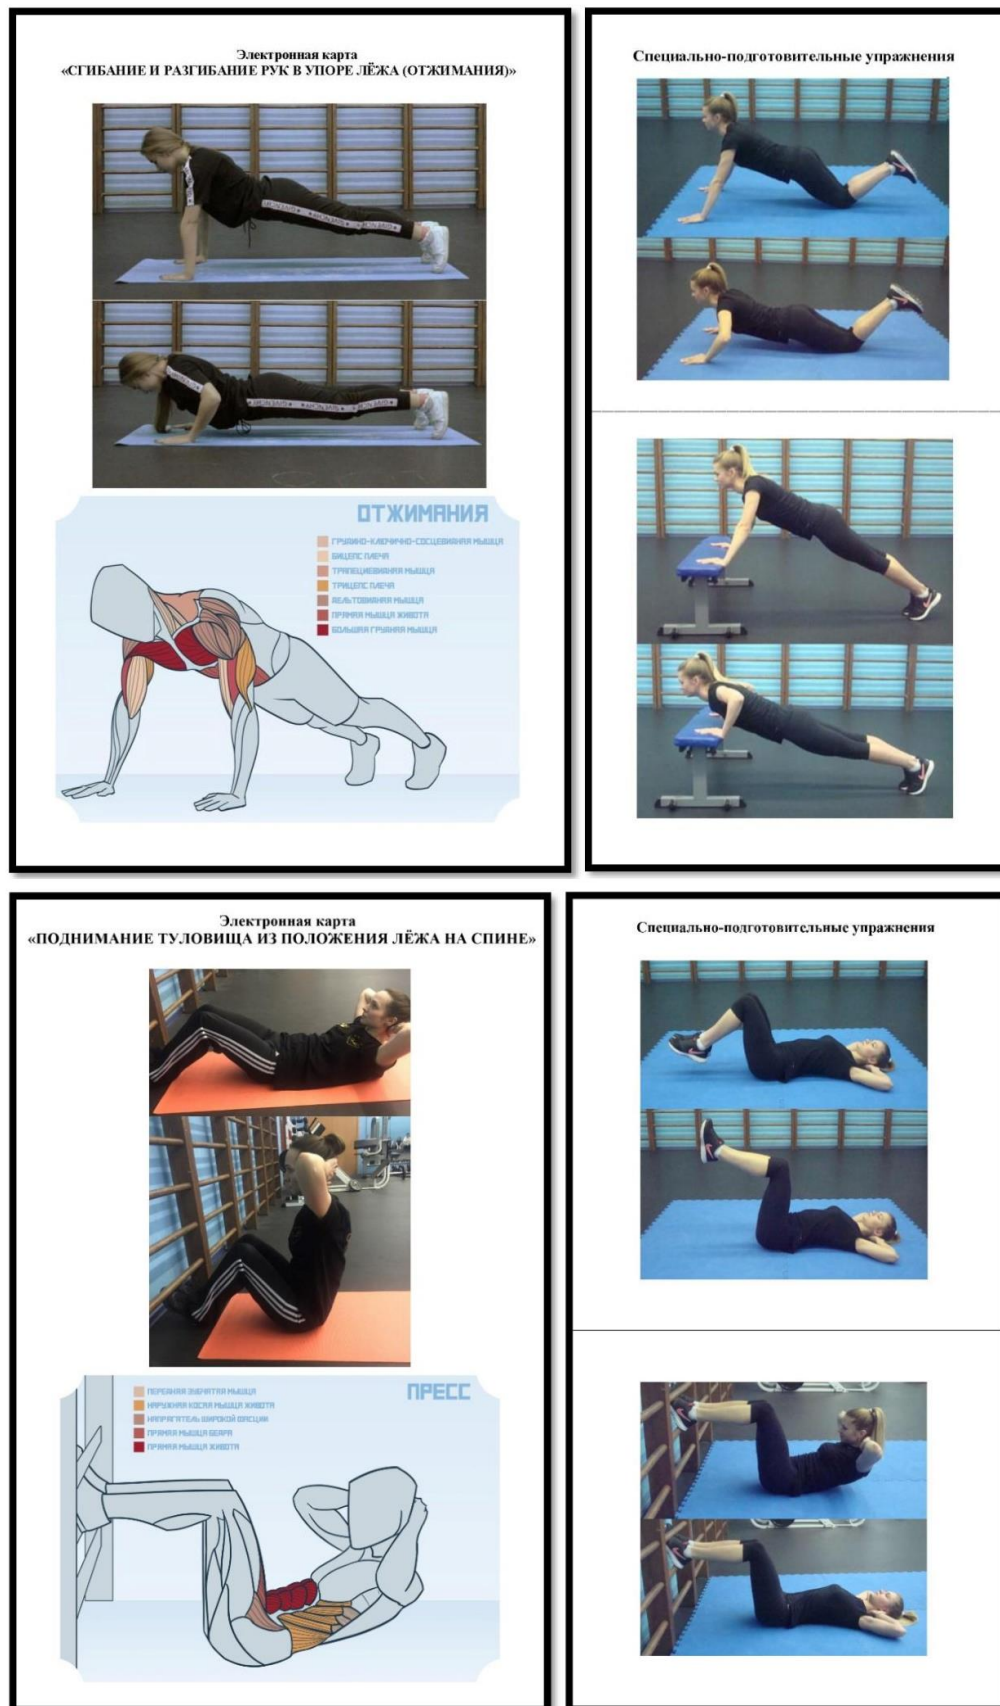 Электронная карта
«СГИБАНИЕ И РАЗГИБАНИЕ РУК В УПОРЕ ЛЁЖА (ОТЖИМАНИЯ)»
ОТЖИМАНИЯ
ГРУДИНО-КЛЮЧИЧНО-СОСЦЕВИДНАЯ МЫШЦА
БИЦЕПС ПЛЕЧА
ТРАПЕЦИЕВИДНАЯ МЫШЦА
ТРИЦЕПС ПЛЕЧА
ДЕЛЬТОВИДНАЯ МЫШЦА
ПРЯМАЯ МЫШЦА ЖИВОТА
БОЛЬШАЯ ГРУДНАЯ МЫШЦА
Специально-подготовительные упражнения
Электронная карта
«ПОДНИМАНИЕ ТУЛОВИЩА ИЗ ПОЛОЖЕНИЯ ЛЁЖА НА СПИНЕ»
ПРЕСС
ПЕРЕДНЯЯ ЗУБЧАТАЯ МЫШЦА
НАРУЖНАЯ КОСАЯ МЫШЦА ЖИВОТА
НАПРЯГАТЕЛЬ ШИРОКОЙ ФАСЦИИ
ПРЯМАЯ МЫШЦА БЕДРА
ПРЯМАЯ МЫШЦА ЖИВОТА
Специально-подготовительные упражнения